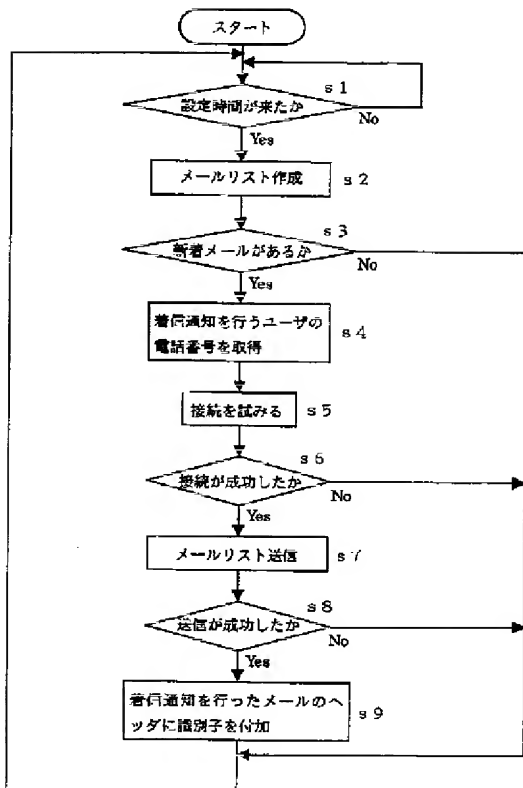 スタート
s 1
設定時間が来たか
No
Yes
メールリスト作成
s 2
s 3
新着メールがあるか
No
Yes
着信通知を行うユーザの
電話番号を取得
s 4
接続を試みる
s 5
s 6
接続が成功したか
No
Yes
メールリスト送信
s 7
s 8
送信が成功したか
No
Yes
着信通知を行ったメールのヘ
ッダに識別子を付加
s 9